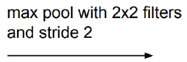 max pool with 2x2 filters
and stride 2